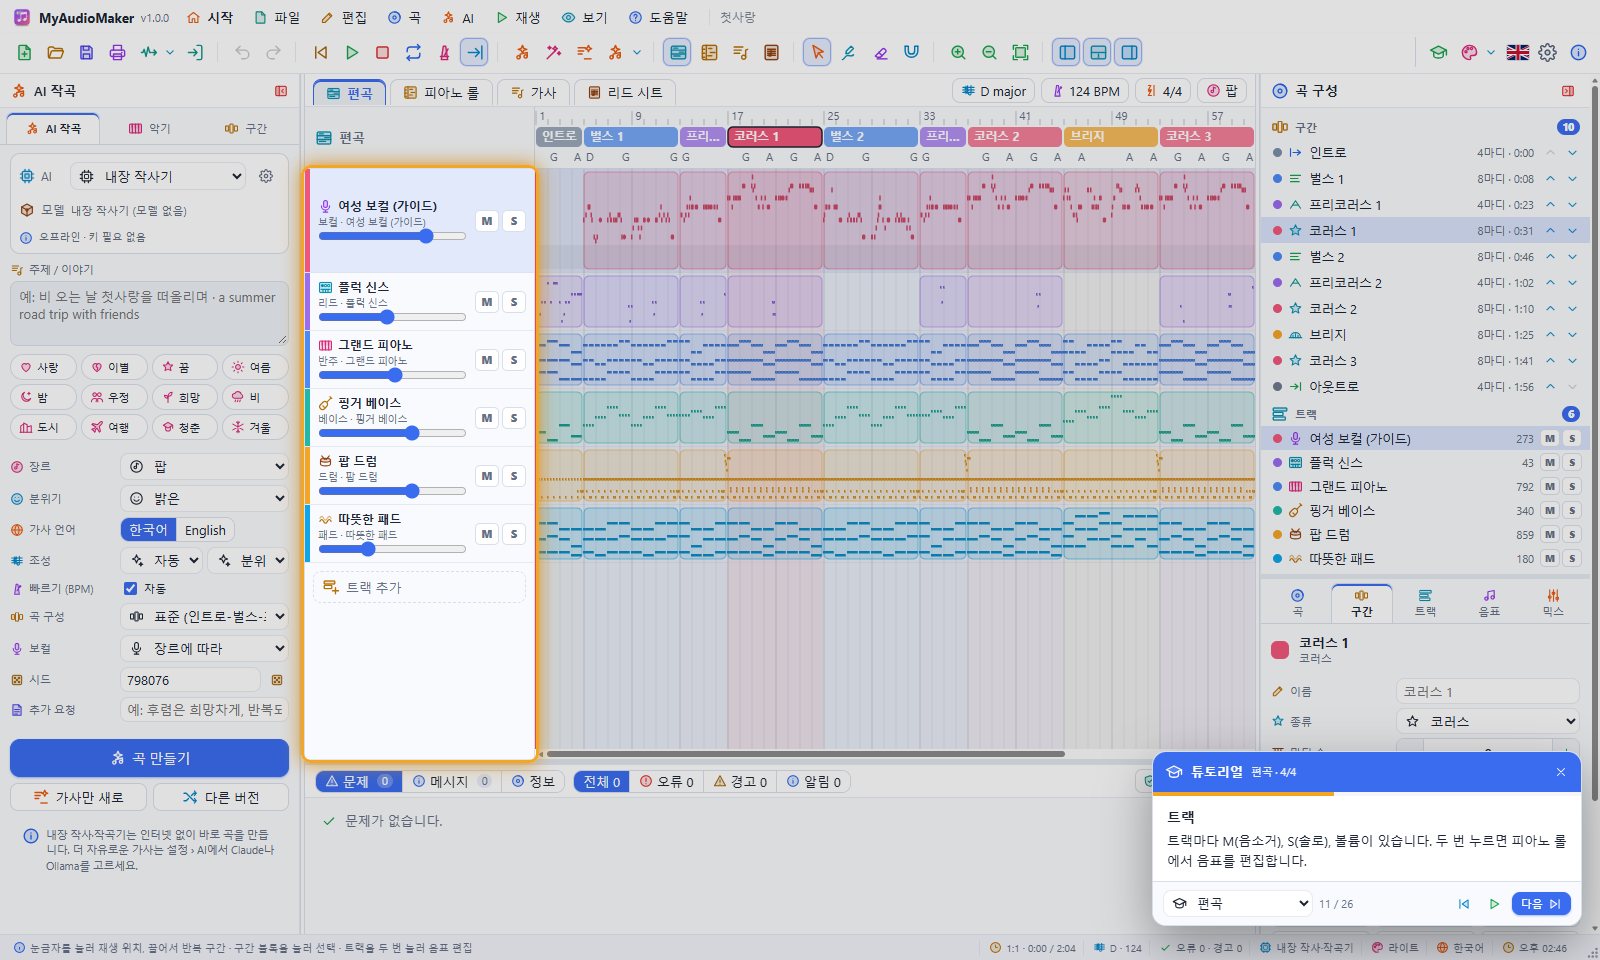 MyAudioMaker v1.0.0 시작 파일 편집 곡 AI 재생 보기 도움말 첫사랑
AI 작곡
편곡 피아노 롤 가사 리드 시트
D major 124 BPM 4/4 팝
곡 구성
AI 작곡 악기 구간
AI 내장 작사기
모델 내장 작사기 (모델 없음)
오프라인 · 키 필요 없음
주제 / 이야기
예: 비 오는 날 첫사랑을 떠올리며 · a summer
road trip with friends
사랑 이별 꿈 여름
밤 우정 희망 비
도시 여행 청춘 겨울
장르 팝
분위기 밝은
가사 언어 한국어 English
조성 자동 분위
빠르기 (BPM) 자동
곡 구성
보컬 장르에 따라
시드 798076
추가 요청
곡 만들기
가사만 새로 다른 버전
내장 작사·작곡기는 인터넷 없이 바로 곡을 만듭
니다. 더 자유로운 가사는 설정 › AI에서 Claude나
Ollama를 고르세요.
편곡
1 9 17 25 33 41 49 57
인트로 벌스 1 프리... 코러스 1 벌스 2 프리... 코러스 2 브리지 코러스 3
G A D G G G G A G A D G G G G A G A A A A G A G A
여성 보컬 (가이드)
보컬 · 여성 보컬 (가이드)
M S
플럭 신스
리드 · 플럭 신스
M S
그랜드 피아노
반주 · 그랜드 피아노
M S
핑거 베이스
베이스 · 핑거 베이스
M S
팝 드럼
드럼 · 팝 드럼
M S
따뜻한 패드
패드 · 따뜻한 패드
M S
트랙 추가
문제 0 메시지 0 정보 전체 0 오류 0 경고 0 알림 0
문제가 없습니다.
구간 10
인트로 4마디 · 0:00
벌스 1 8마디 · 0:08
프리코러스 1 4마디 · 0:23
코러스 1 8마디 · 0:31
벌스 2 8마디 · 0:46
프리코러스 2 4마디 · 1:02
코러스 2 8마디 · 1:10
브리지 8마디 · 1:25
코러스 3 8마디 · 1:41
아웃트로 4마디 · 1:56
트랙 6
여성 보컬 (가이드) 273 M S
플럭 신스 43 M S
그랜드 피아노 792 M S
핑거 베이스 340 M S
팝 드럼 859 M S
따뜻한 패드 180 M S
곡 구간 트랙 음표 믹스
코러스 1
코러스
이름 코러스 1
종류 코러스
튜토리얼 편곡 · 4/4
트랙
트랙마다 M(음소거), S(솔로), 볼륨이 있습니다. 두 번 누르면 피아노 롤
에서 음표를 편집합니다.
편곡 11 / 26 다음
눈금자를 눌러 재생 위치, 끌어서 반복 구간 · 구간 블록을 눌러 선택 · 트랙을 두 번 눌러 음표 편집
1:1 · 0:00 / 2:04 D · 124 오류 0 · 경고 0 내장 작사·작곡기 라이트 한국어 오후 02:46